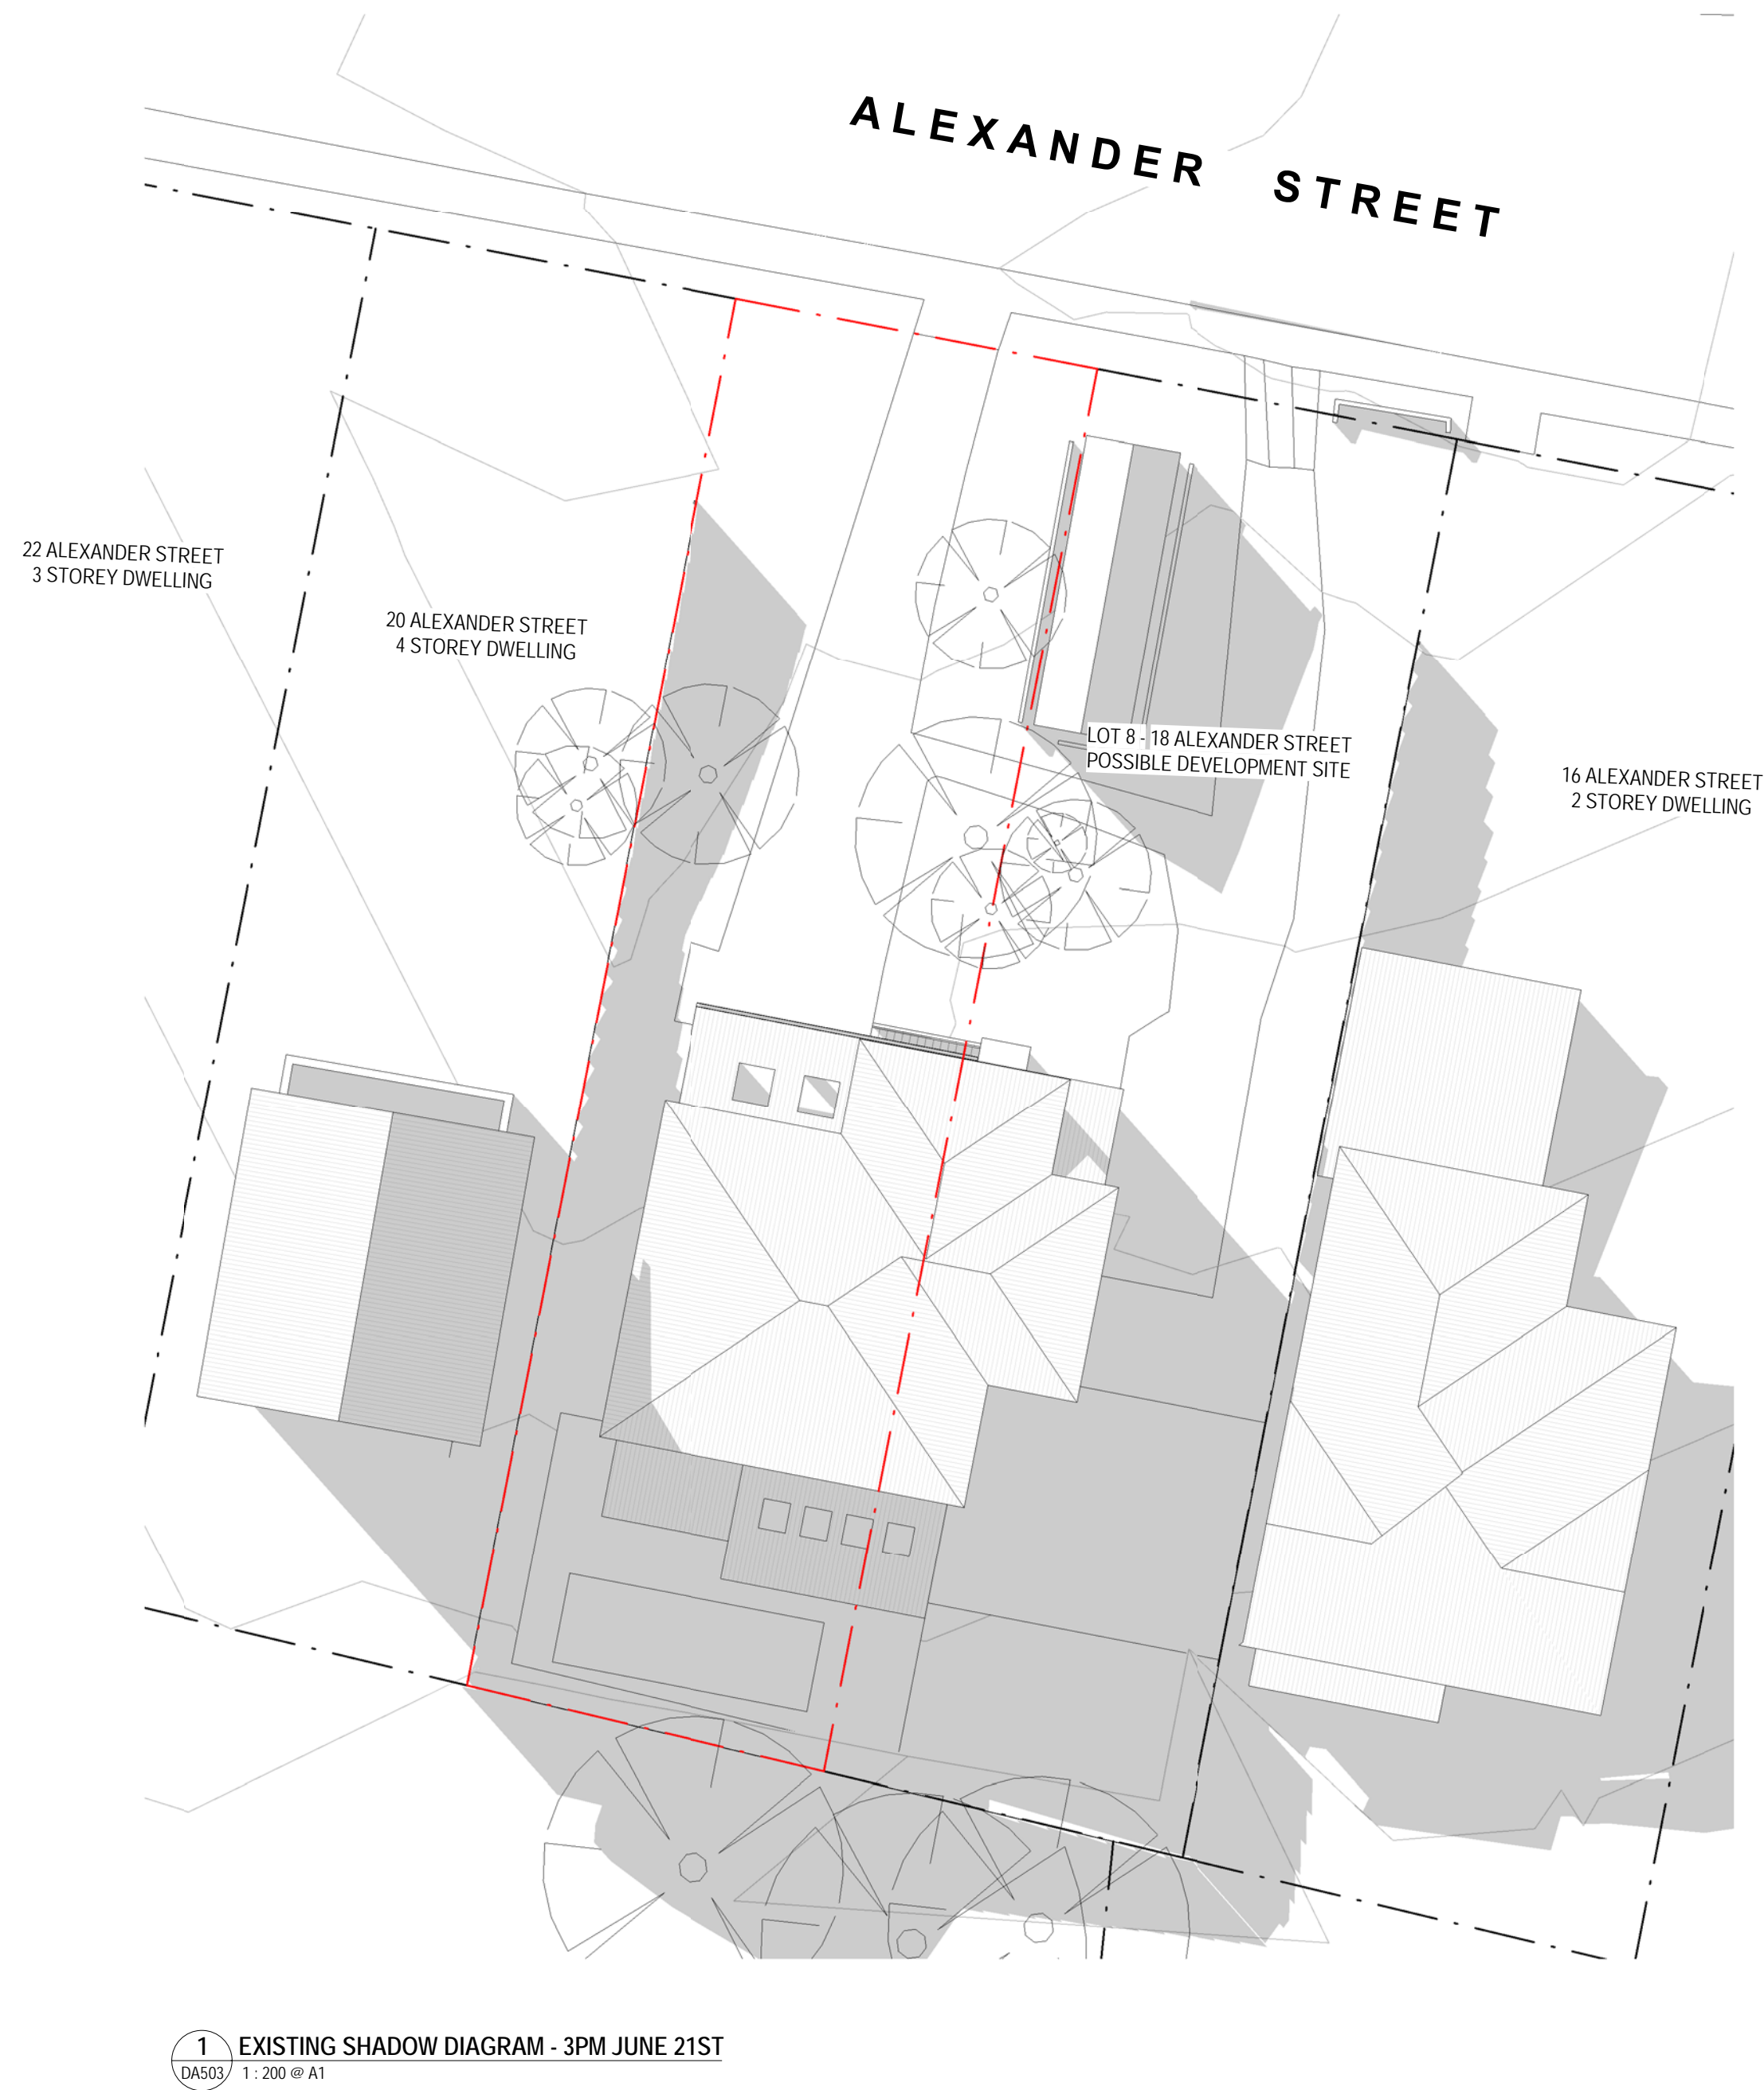 ALEXANDER STREET
22 ALEXANDER STREET
3 STOREY DWELLING
20 ALEXANDER STREET
4 STOREY DWELLING
LOT 8 - 18 ALEXANDER STREET
POSSIBLE DEVELOPMENT SITE
16 ALEXANDER STREET
2 STOREY DWELLING
1
DA503
EXISTING SHADOW DIAGRAM - 3PM JUNE 21ST
1 : 200 @ A1